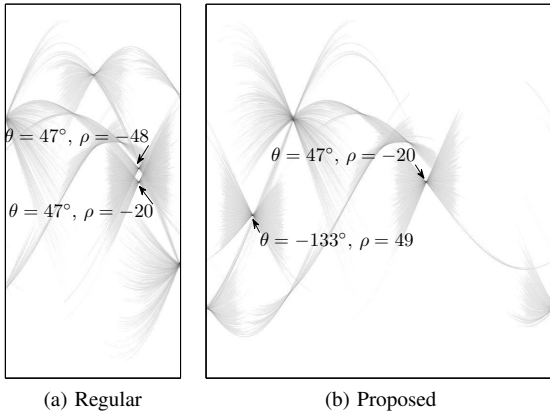 θ = 47°, ρ = −48
θ = 47°, ρ = −20
(a) Regular
θ = 47°, ρ = −20
θ = −133°, ρ = 49
(b) Proposed